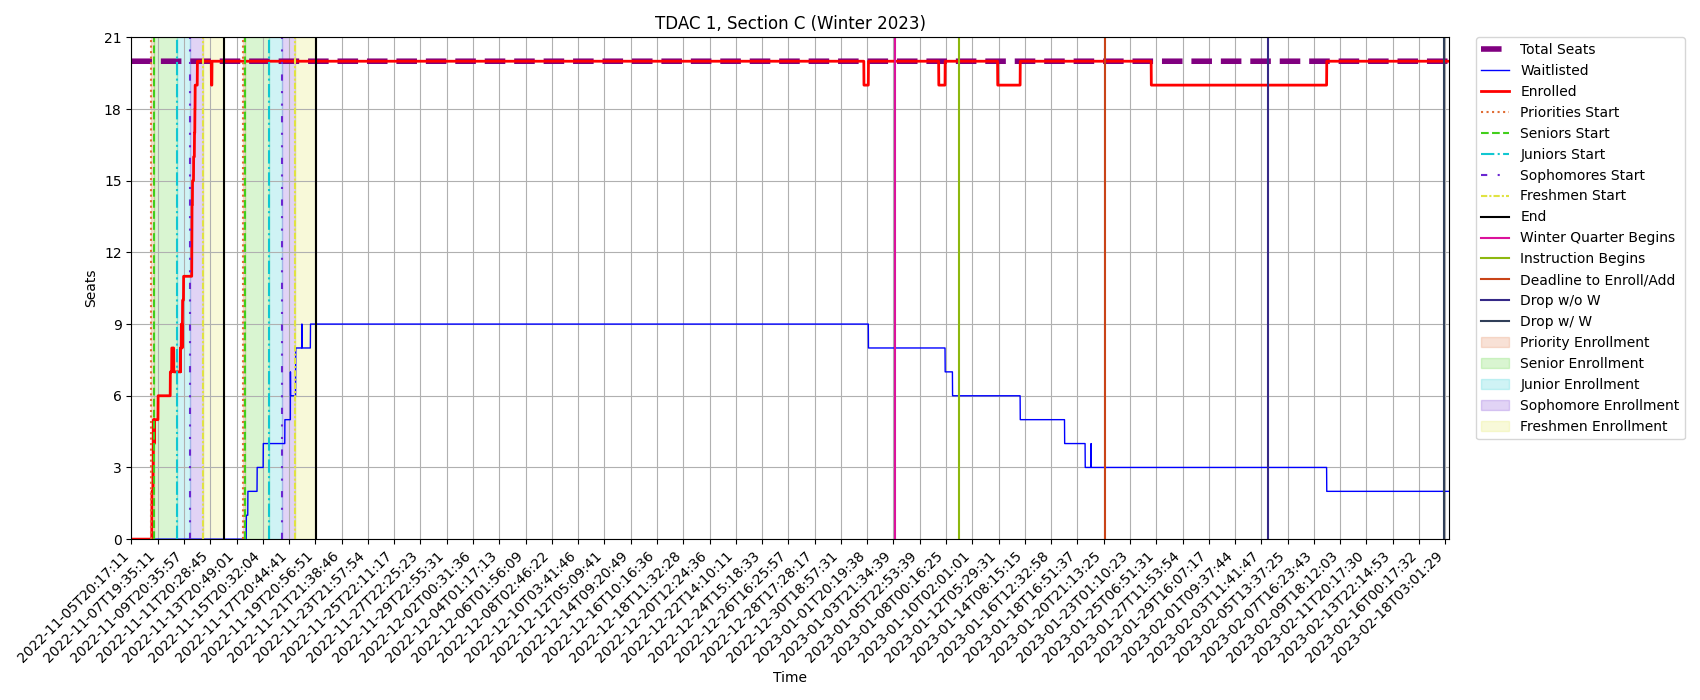 TDAC 1, Section C (Winter 2023)
Seats
21
18
15
12
9
6
3
0
2022-11-05T20:17:11
2022-11-07T19:35:11
2022-11-09T20:35:57
2022-11-11T20:28:45
2022-11-13T20:49:01
2022-11-15T20:32:04
2022-11-17T20:44:41
2022-11-19T20:56:51
2022-11-21T21:38:46
2022-11-23T21:57:54
2022-11-25T22:11:17
2022-11-27T22:25:23
2022-11-29T22:55:31
2022-12-02T00:31:36
2022-12-04T01:17:13
2022-12-06T01:56:09
2022-12-08T02:46:22
2022-12-10T03:41:46
2022-12-12T05:09:41
2022-12-14T09:20:49
2022-12-16T10:16:36
2022-12-18T11:32:28
2022-12-20T12:24:36
2022-12-22T14:10:11
2022-12-24T15:18:33
2022-12-26T16:25:57
2022-12-28T17:28:17
2022-12-30T18:57:31
2023-01-01T20:19:38
2023-01-03T21:34:39
2023-01-05T22:53:39
2023-01-08T00:16:25
2023-01-10T02:01:01
2023-01-12T05:29:31
2023-01-14T08:15:15
2023-01-16T12:32:58
2023-01-18T16:51:37
2023-01-20T21:13:25
2023-01-23T01:10:23
2023-01-25T06:51:31
2023-01-27T11:53:54
2023-01-29T16:07:17
2023-02-01T09:37:44
2023-02-03T11:41:47
2023-02-05T13:37:25
2023-02-07T16:23:43
2023-02-09T18:12:03
2023-02-11T20:17:30
2023-02-13T22:14:53
2023-02-16T00:17:32
2023-02-18T03:01:29
Time
Total Seats
Waitlisted
Enrolled
Priorities Start
Seniors Start
Juniors Start
Sophomores Start
Freshmen Start
End
Winter Quarter Begins
Instruction Begins
Deadline to Enroll/Add
Drop w/o W
Drop w/ W
Priority Enrollment
Senior Enrollment
Junior Enrollment
Sophomore Enrollment
Freshmen Enrollment